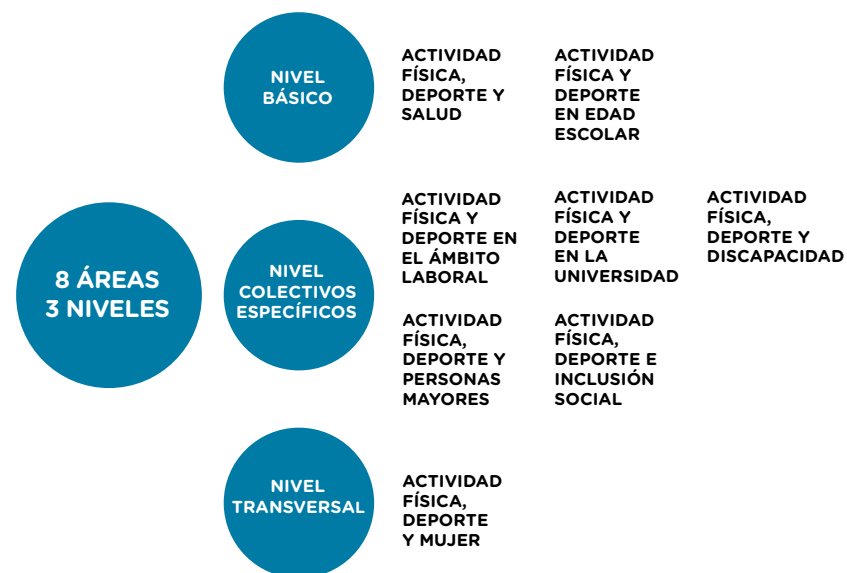 8 ÁREAS
3 NIVELES
NIVEL
BÁSICO
ACTIVIDAD
FÍSICA,
DEPORTE Y
SALUD
ACTIVIDAD
FÍSICA Y
DEPORTE
EN EDAD
ESCOLAR
NIVEL
COLECTIVOS
ESPECÍFICOS
ACTIVIDAD
FÍSICA Y
DEPORTE EN
EL ÁMBITO
LABORAL
ACTIVIDAD
FÍSICA Y
DEPORTE
EN LA
UNIVERSIDAD
ACTIVIDAD
FÍSICA,
DEPORTE Y
DISCAPACIDAD
ACTIVIDAD
FÍSICA,
DEPORTE Y
PERSONAS
MAYORES
ACTIVIDAD
FÍSICA,
DEPORTE E
INCLUSIÓN
SOCIAL
NIVEL
TRANSVERSAL
ACTIVIDAD
FÍSICA,
DEPORTE
Y MUJER